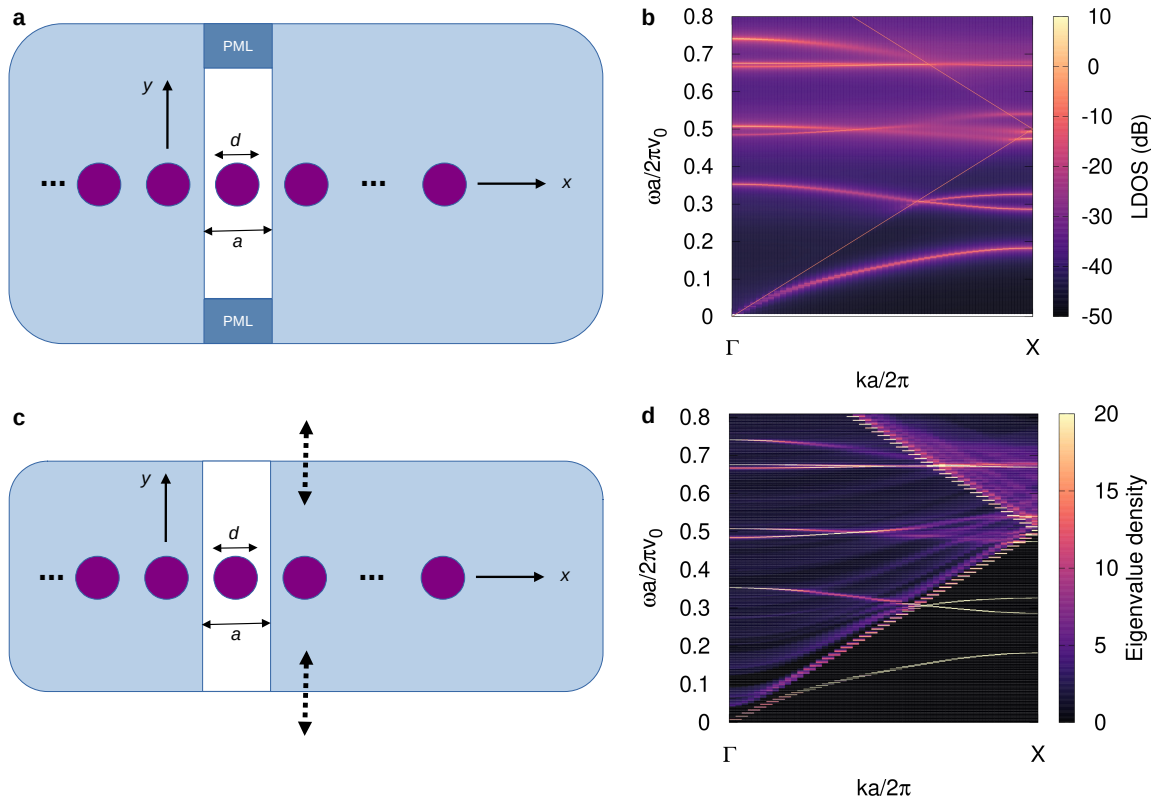 a
PML
y
d
x
a
PML
b
ωa/2πv₀
0.8
0.7
0.6
0.5
0.4
0.3
0.2
0.1
0
Γ
X
ka/2π
10
0
-10
-20
-30
-40
-50
LDOS (dB)
c
y
d
x
a
d
ωa/2πv₀
0.8
0.7
0.6
0.5
0.4
0.3
0.2
0.1
0
Γ
X
ka/2π
20
15
10
5
0
Eigenvalue density